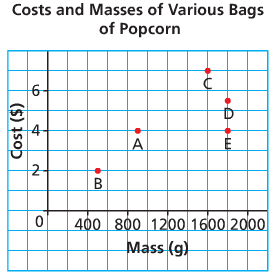 Costs and Masses of Various Bags
of Popcorn
Cost ($)
6
4
2
0
C
D
A
E
B
400 800 1200 1600 2000
Mass (g)